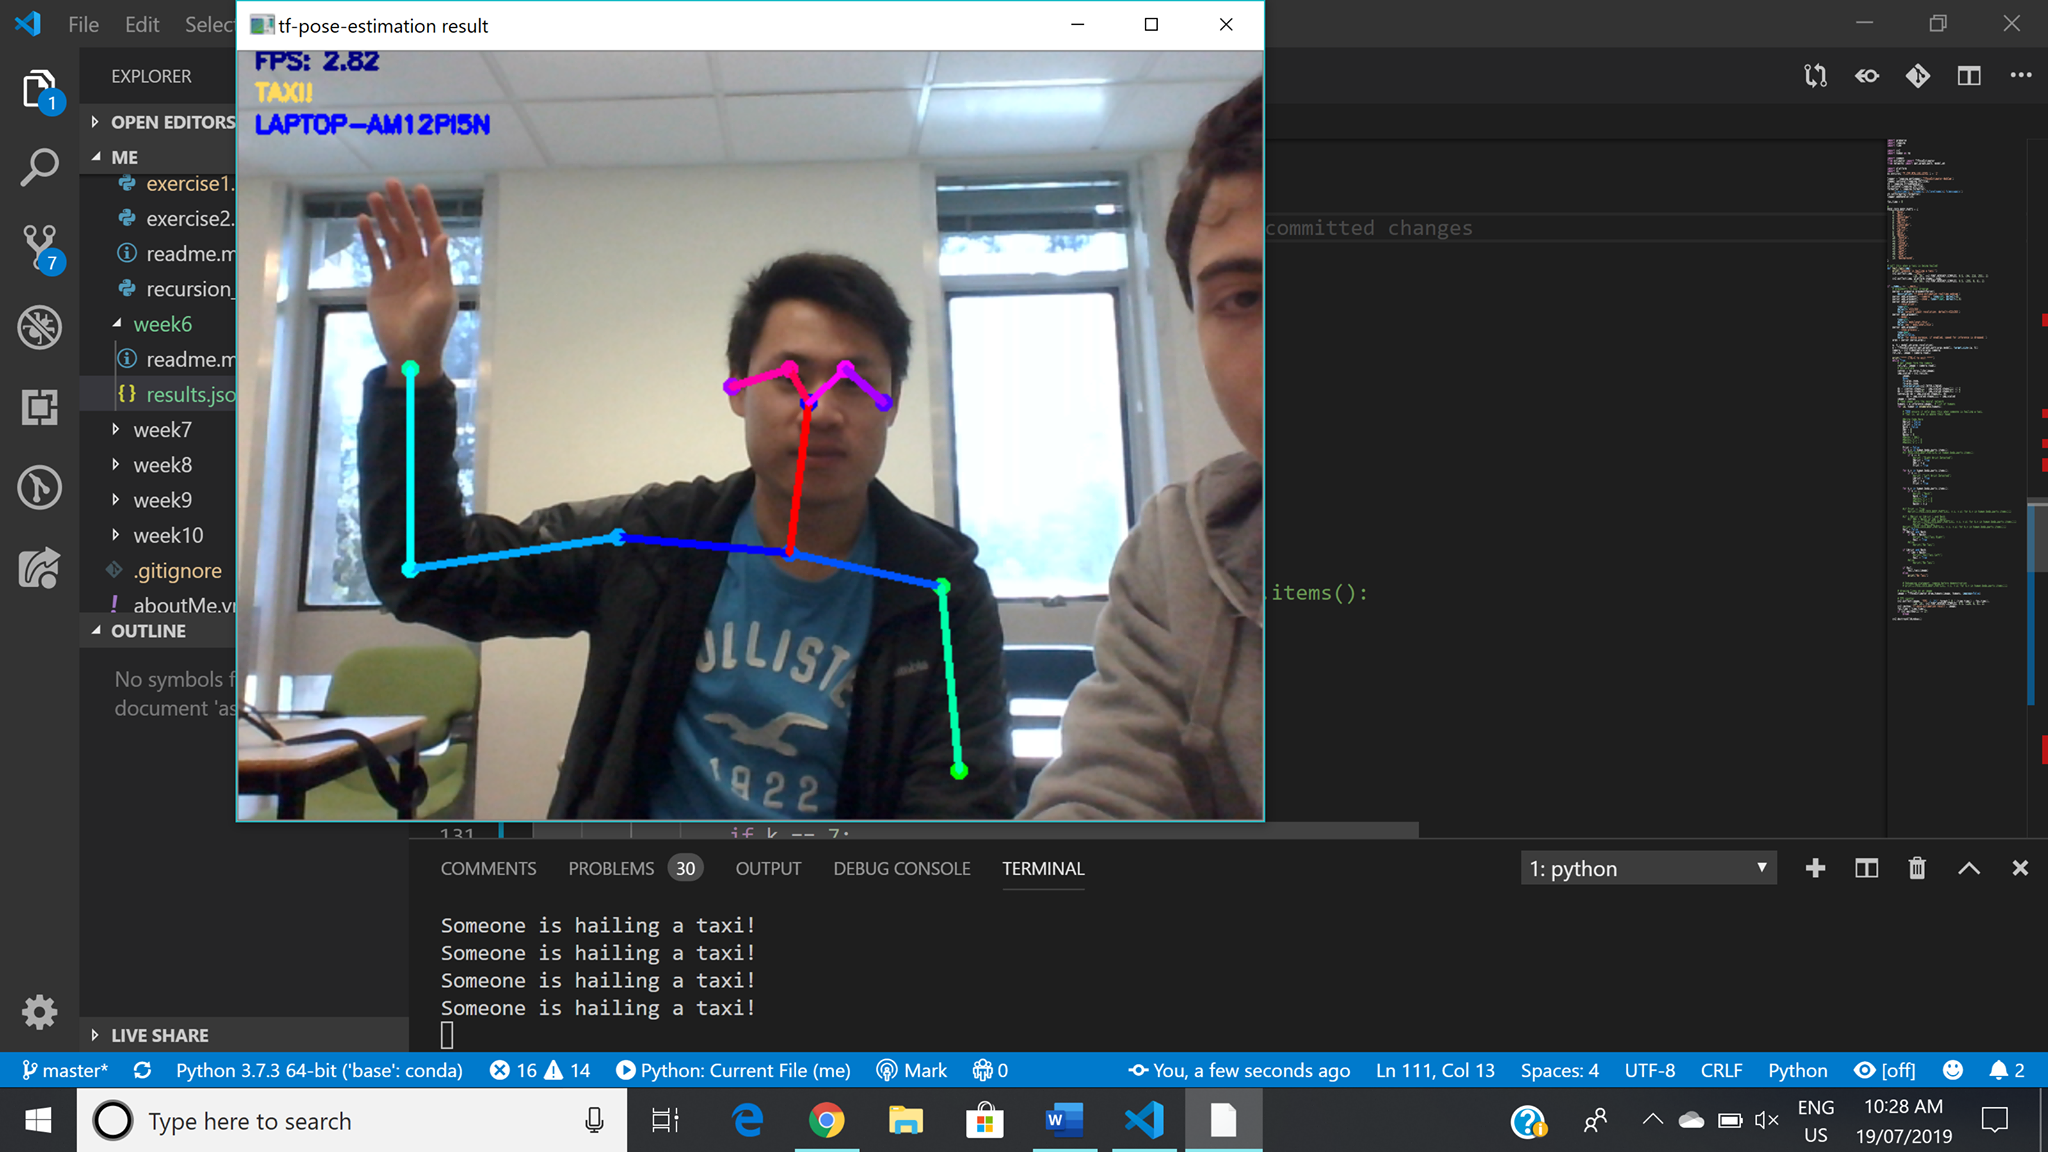 File Edit Selec
tf-pose-estimation result
FPS: 2.82
TAXI!
LAPTOP-AM12PI5N
OLLISTE
1922
1
7
EXPLORER
OPEN EDITORS
ME
exercise1.
exercise2.
readme.m
recursion_
week6
readme.m
{} results.jso
week7
week8
week9
week10
.gitignore
! aboutMe.yr
OUTLINE
No symbols f
document 'as
LIVE SHARE
committed changes
.items():
131 if k == 7:
COMMENTS PROBLEMS 30 OUTPUT DEBUG CONSOLE TERMINAL 1: python
Someone is hailing a taxi!
Someone is hailing a taxi!
Someone is hailing a taxi!
Someone is hailing a taxi!
master* Python 3.7.3 64-bit ('base': conda) 16 14 Python: Current File (me) Mark 0 You, a few seconds ago Ln 111, Col 13 Spaces: 4 UTF-8 CRLF Python [off] 2
Type here to search
ENG
US
10:28 AM
19/07/2019